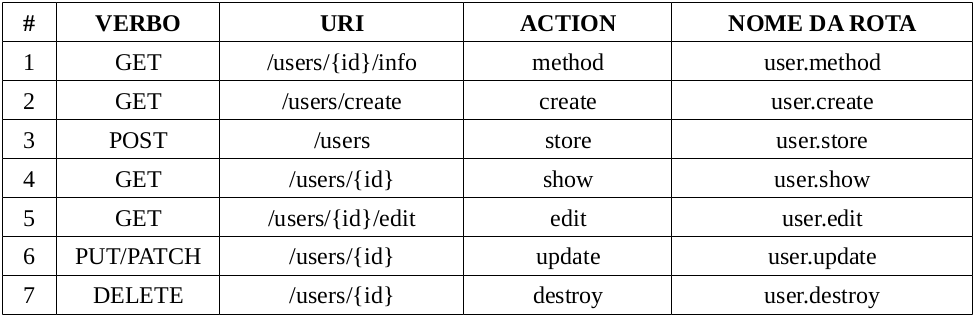 # VERBO URI ACTION NOME DA ROTA
1 GET /users/{id}/info method user.method
2 GET /users/create create user.create
3 POST /users store user.store
4 GET /users/{id} show user.show
5 GET /users/{id}/edit edit user.edit
6 PUT/PATCH /users/{id} update user.update
7 DELETE /users/{id} destroy user.destroy